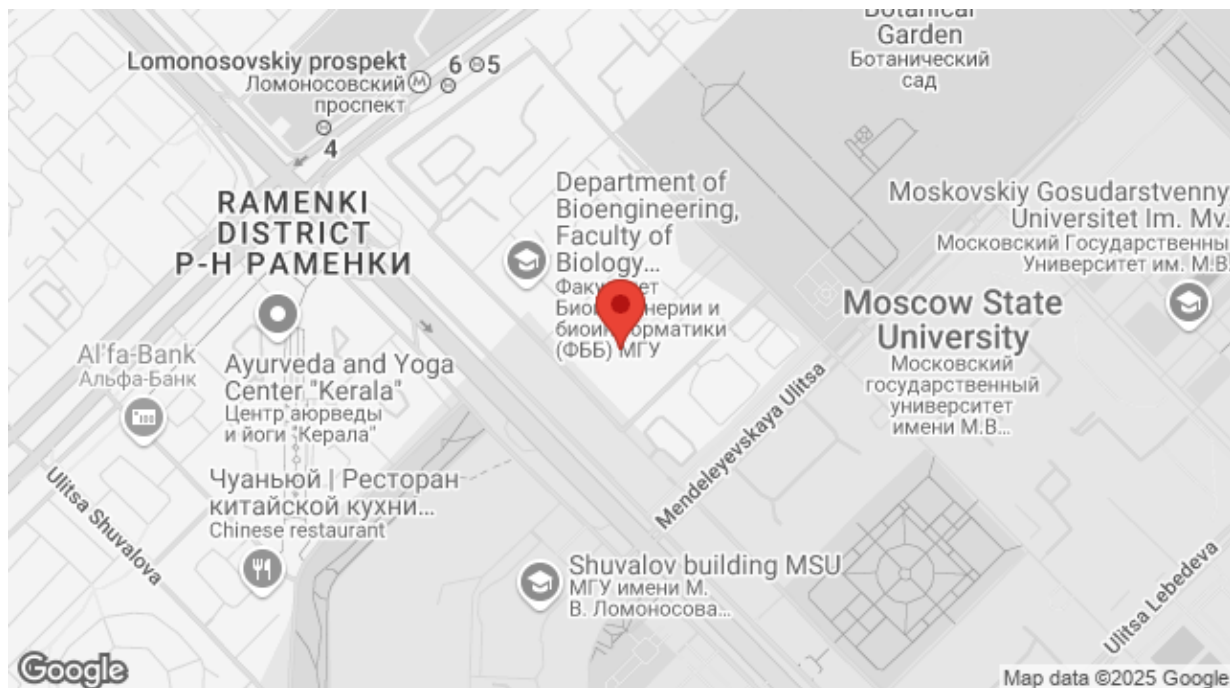 Botanical
Garden
Ботанический
сад
Lomonosovskiy prospekt
Ломоносовский
проспект
6
5
4
RAMENKI
DISTRICT
Р-Н РАМЕНКИ
Department of
Bioengineering,
Faculty of
Biology...
биоинформатики
(ФББ) МГУ
Moskovskiy Gosudarstvenny
Universitet Im. Mv.
Московский Государственны
Университет им. М.В.
Moscow State
University
Московский
государственный
университет
имени М.В...
Al'fa-Bank
Альфа-Банк
Ayurveda and Yoga
Center "Kerala"
Центр аюрведы
и йоги "Керала"
Mendeleyevskaya Ulitsa
Чуаньюй | Ресторан
китайской кухни...
Chinese restaurant
Ulitsa Shuvalova
Shuvalov building MSU
МГУ имени М.
В. Ломоносова...
Ulitsa Lebedeva
Google
Map data ©2025 Google